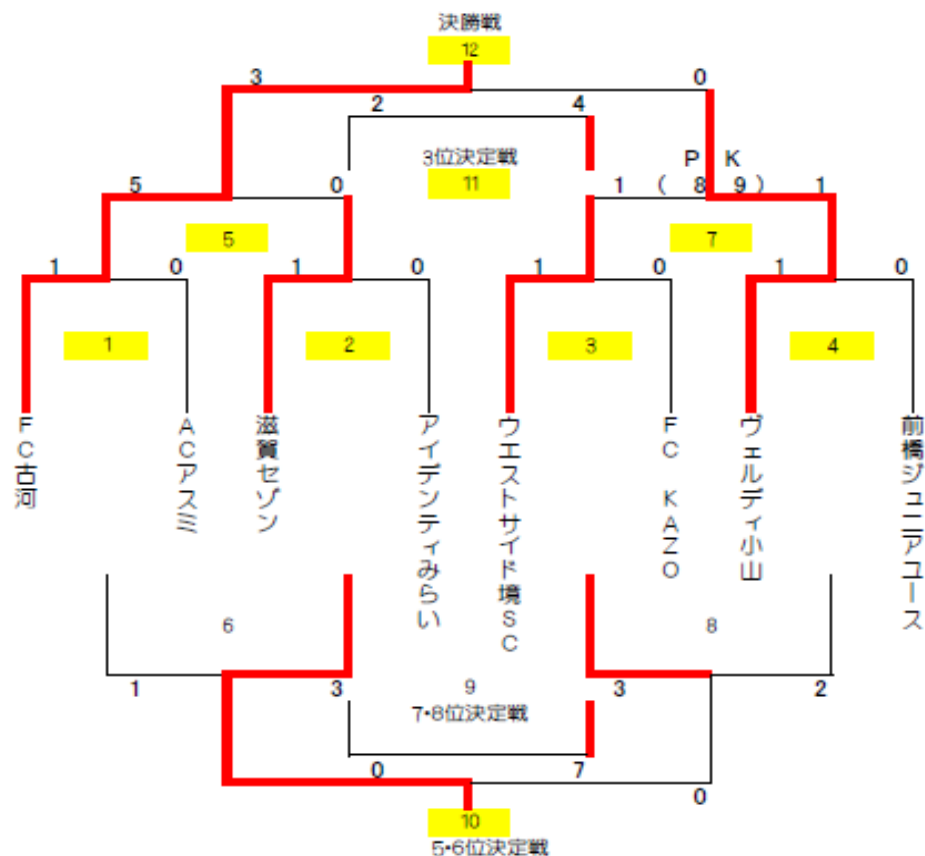 決勝戦
12
3 0
2 4
3位決定戦
P K
5 0 11 1 ( 8 9 ) 1
5 7
1 0 1 0 1 0 1 0
1 2 3 4
FC古河
ACアスミ
滋賀セゾン
アイデンティみらい
ウエストサイド境SC
FC KAZO
ヴェルディ小山
前橋ジュニアユース
6 8
1 3 9 3 2
7・8位決定戦
0 7
0
10
5・6位決定戦